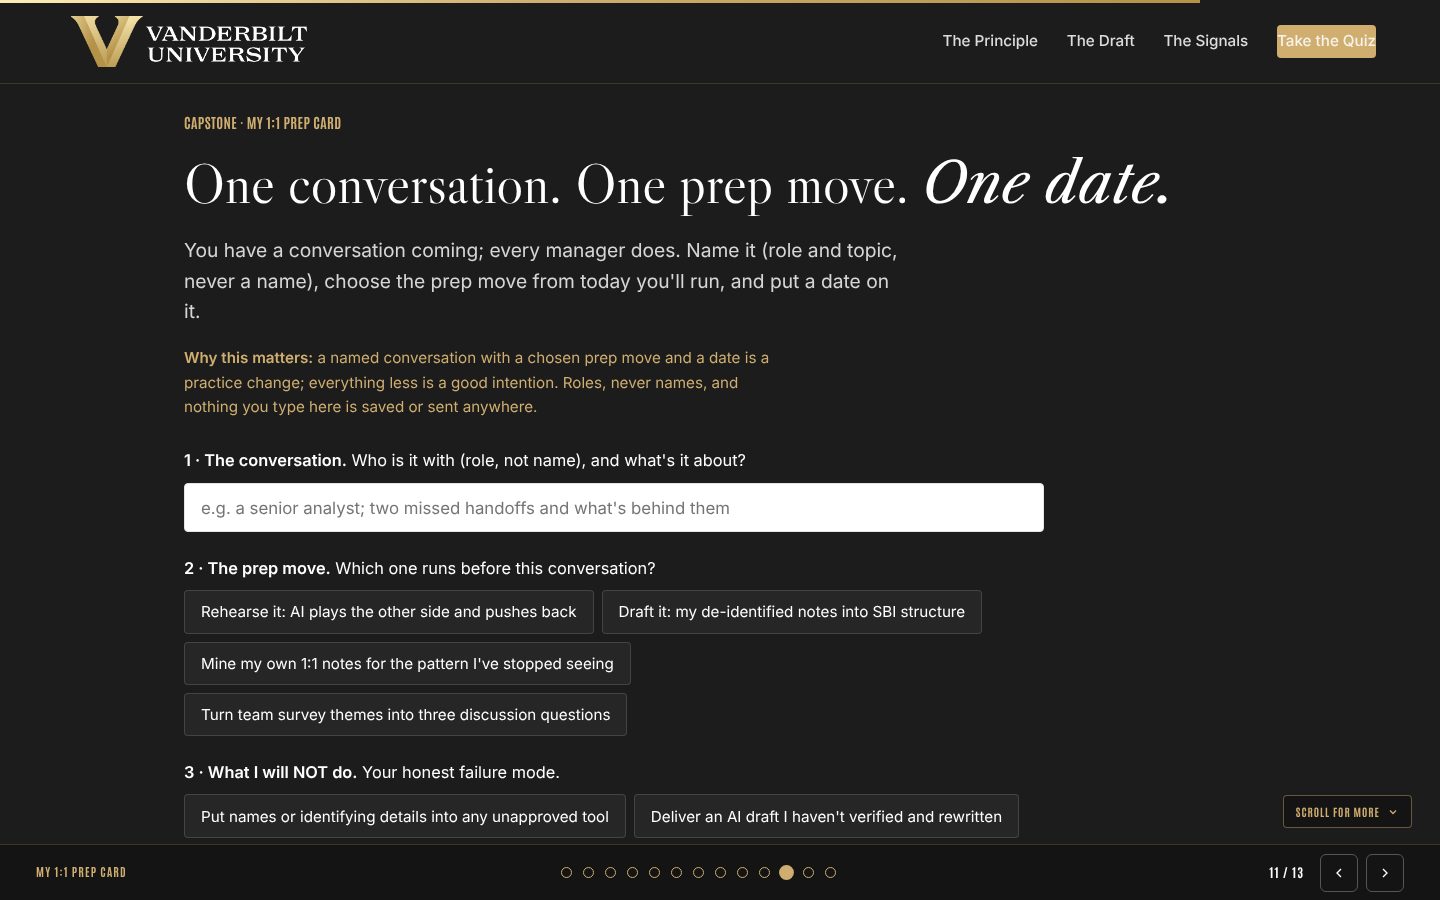 VANDERBILT
UNIVERSITY
The Principle
The Draft
The Signals
Take the Quiz
CAPSTONE · MY 1:1 PREP CARD
One conversation. One prep move. One date.
You have a conversation coming; every manager does. Name it (role and topic,
never a name), choose the prep move from today you'll run, and put a date on
it.
Why this matters: a named conversation with a chosen prep move and a date is a
practice change; everything less is a good intention. Roles, never names, and
nothing you type here is saved or sent anywhere.
1 · The conversation. Who is it with (role, not name), and what's it about?
e.g. a senior analyst; two missed handoffs and what's behind them
2 · The prep move. Which one runs before this conversation?
Rehearse it: AI plays the other side and pushes back
Draft it: my de-identified notes into SBI structure
Mine my own 1:1 notes for the pattern I've stopped seeing
Turn team survey themes into three discussion questions
3 · What I will NOT do. Your honest failure mode.
Put names or identifying details into any unapproved tool
Deliver an AI draft I haven't verified and rewritten
SCROLL FOR MORE
MY 1:1 PREP CARD
11 / 13